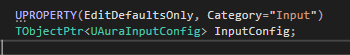 UPROPERTY(EditDefaultsOnly, Category="Input")
TObjectPtr<UAuraInputConfig> InputConfig;